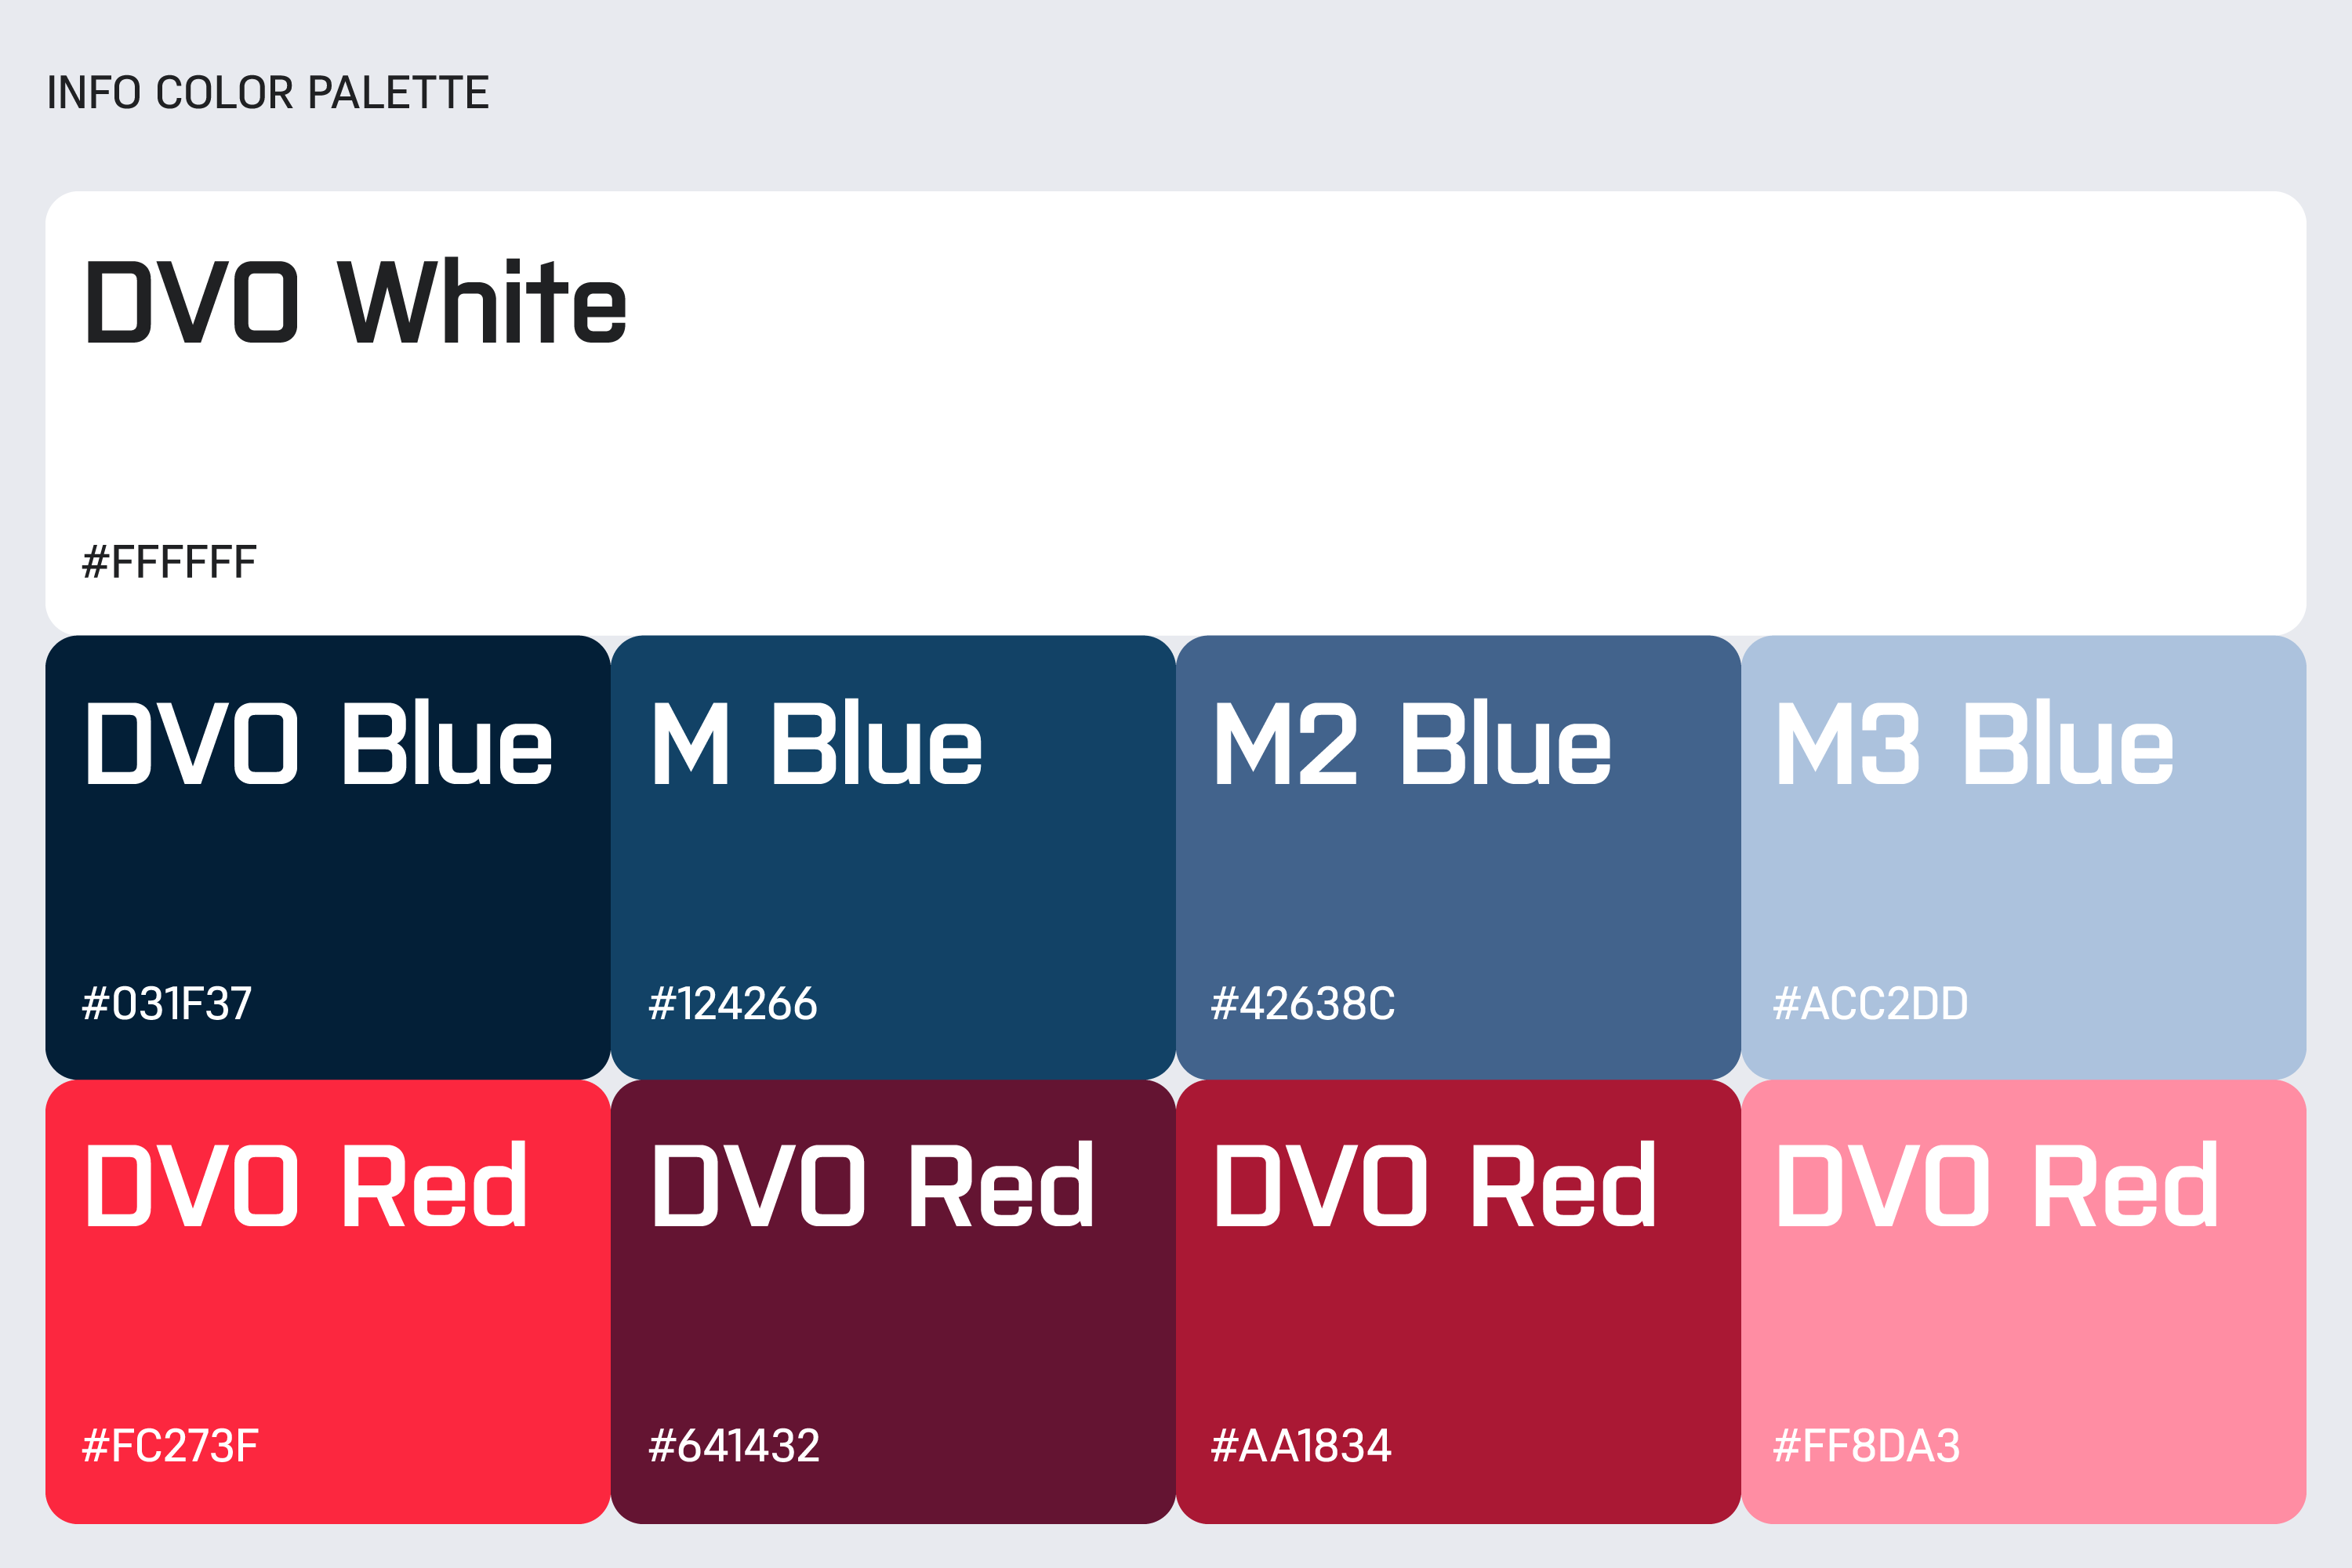 INFO COLOR PALETTE
DVO White
#FFFFFF
DVO Blue
#031F37
M Blue
#124266
M2 Blue
#42638C
M3 Blue
#ACC2DD
DVO Red
#FC273F
DVO Red
#641432
DVO Red
#AA1834
DVO Red
#FF8DA3